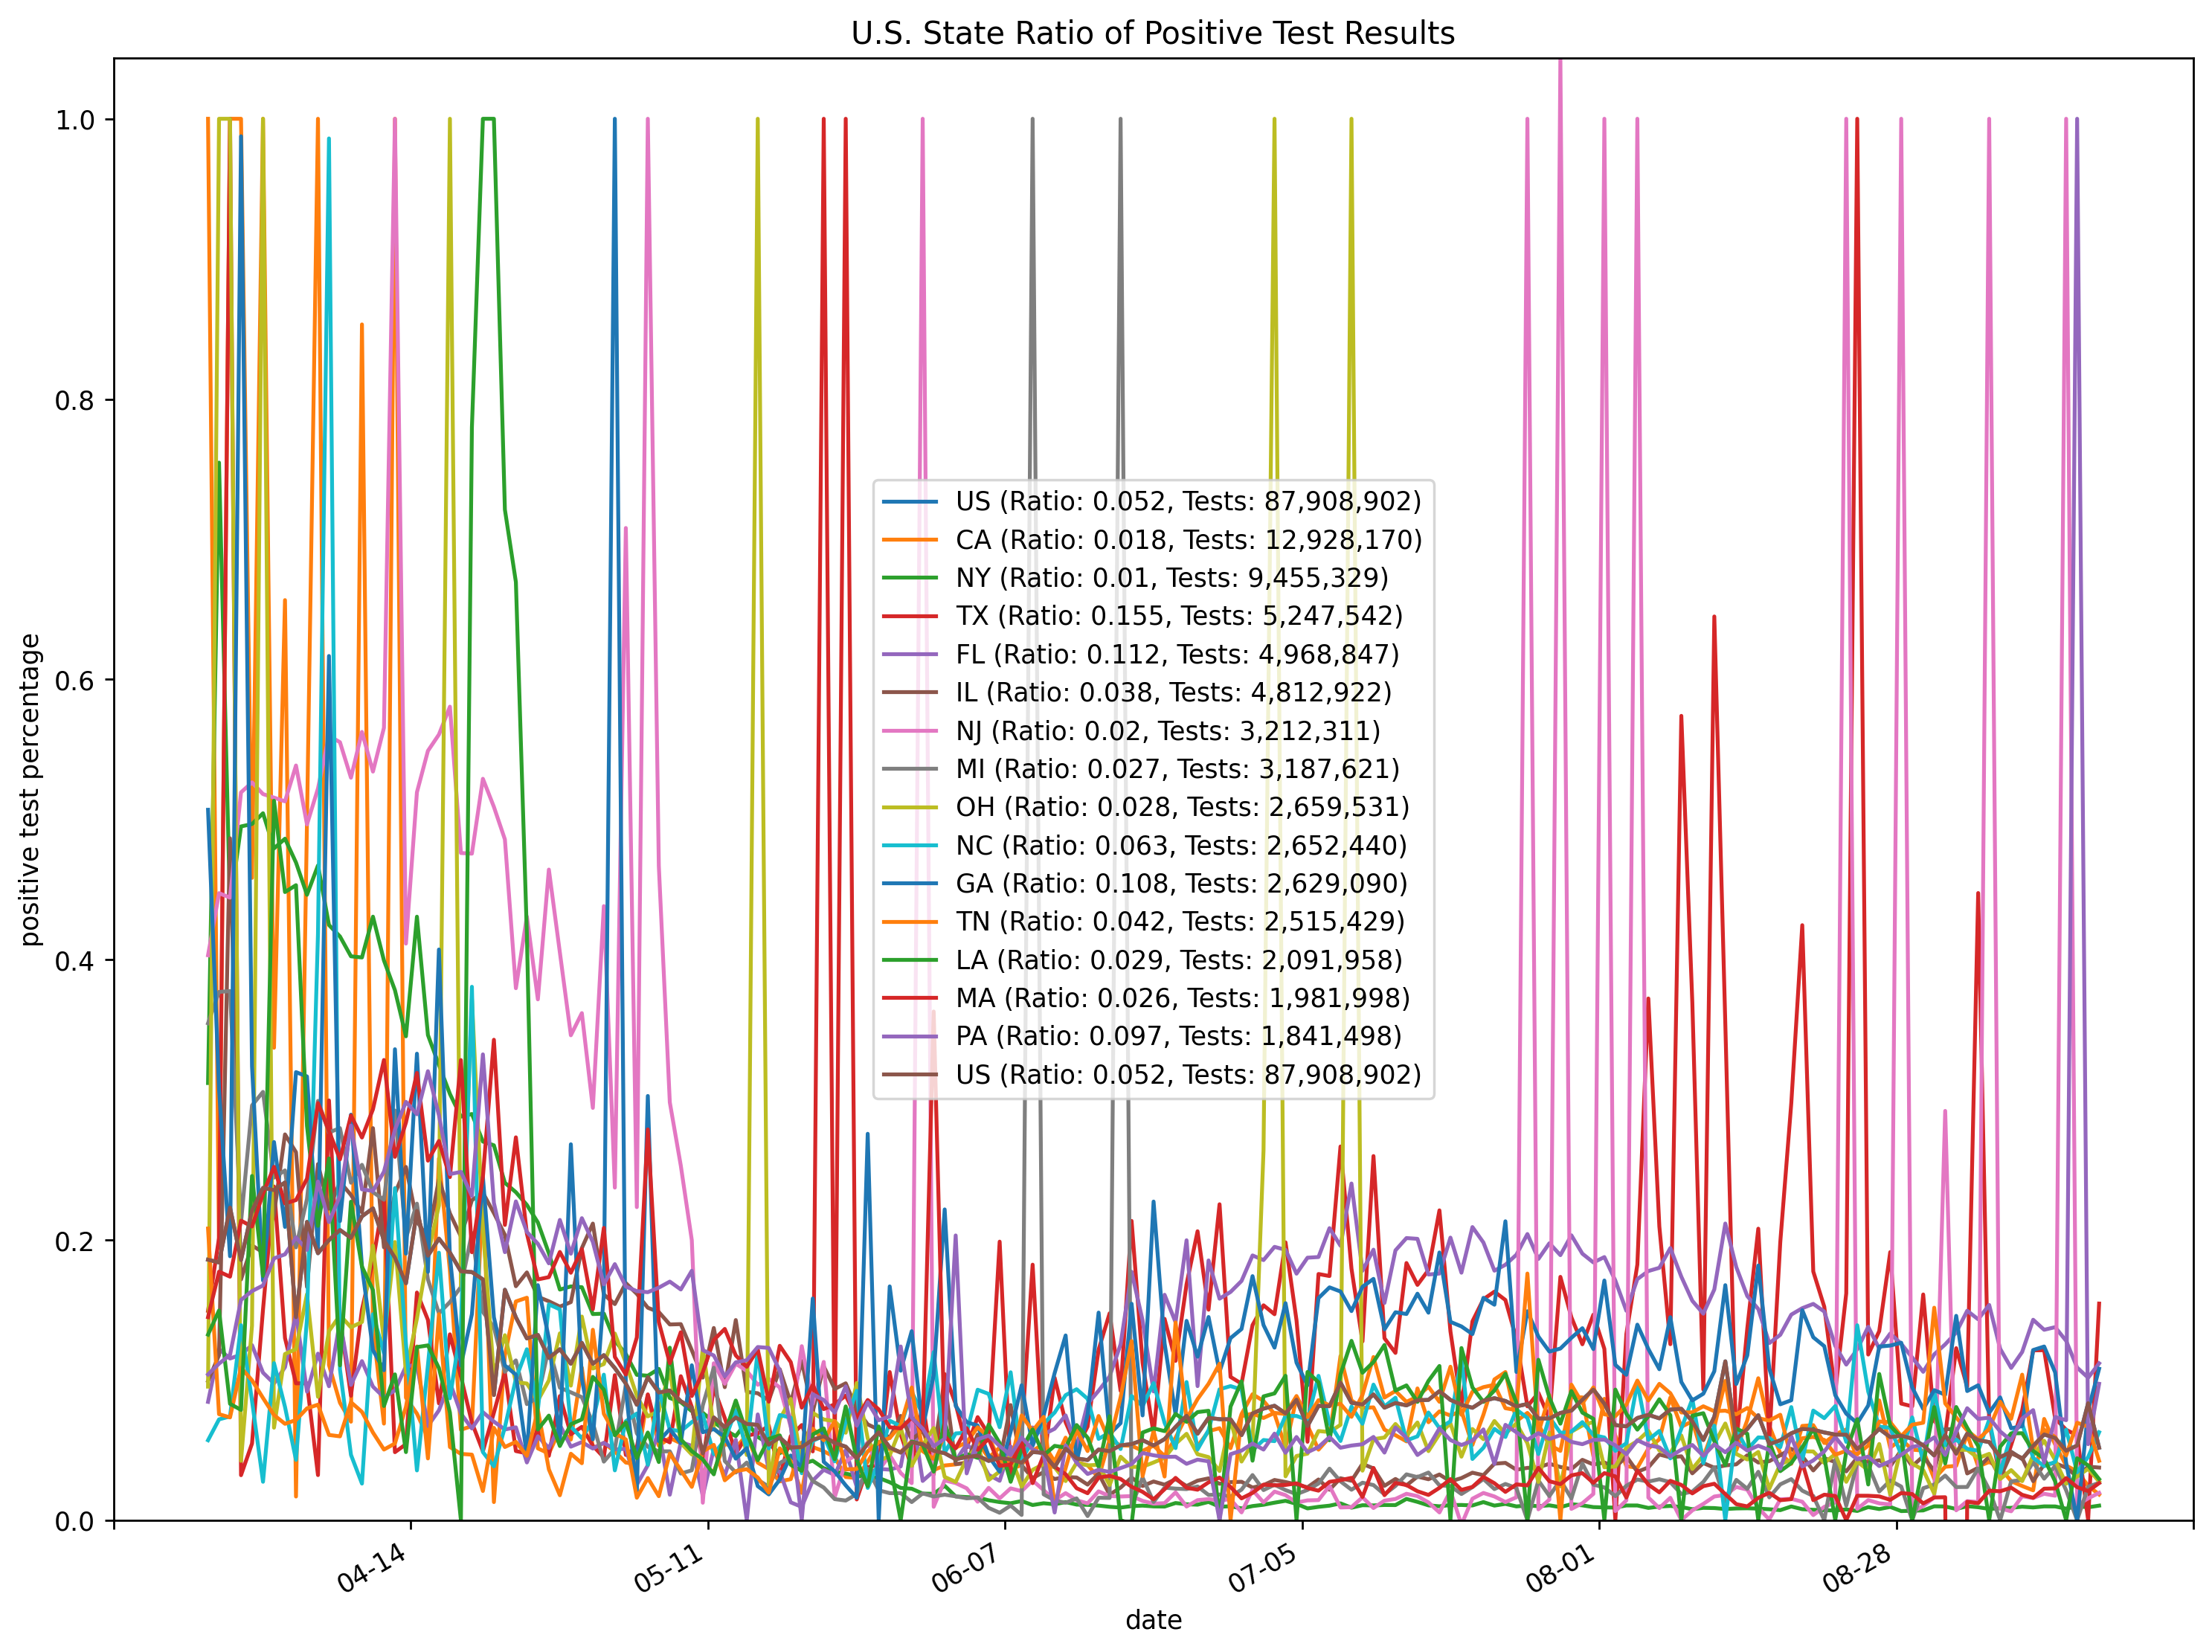 U.S. State Ratio of Positive Test Results
1.0
0.8
0.6
0.4
0.2
0.0
positive test percentage
US (Ratio: 0.052, Tests: 87,908,902)
CA (Ratio: 0.018, Tests: 12,928,170)
NY (Ratio: 0.01, Tests: 9,455,329)
TX (Ratio: 0.155, Tests: 5,247,542)
FL (Ratio: 0.112, Tests: 4,968,847)
IL (Ratio: 0.038, Tests: 4,812,922)
NJ (Ratio: 0.02, Tests: 3,212,311)
MI (Ratio: 0.027, Tests: 3,187,621)
OH (Ratio: 0.028, Tests: 2,659,531)
NC (Ratio: 0.063, Tests: 2,652,440)
GA (Ratio: 0.108, Tests: 2,629,090)
TN (Ratio: 0.042, Tests: 2,515,429)
LA (Ratio: 0.029, Tests: 2,091,958)
MA (Ratio: 0.026, Tests: 1,981,998)
PA (Ratio: 0.097, Tests: 1,841,498)
US (Ratio: 0.052, Tests: 87,908,902)
04-14
05-11
06-07
07-05
08-01
08-28
date